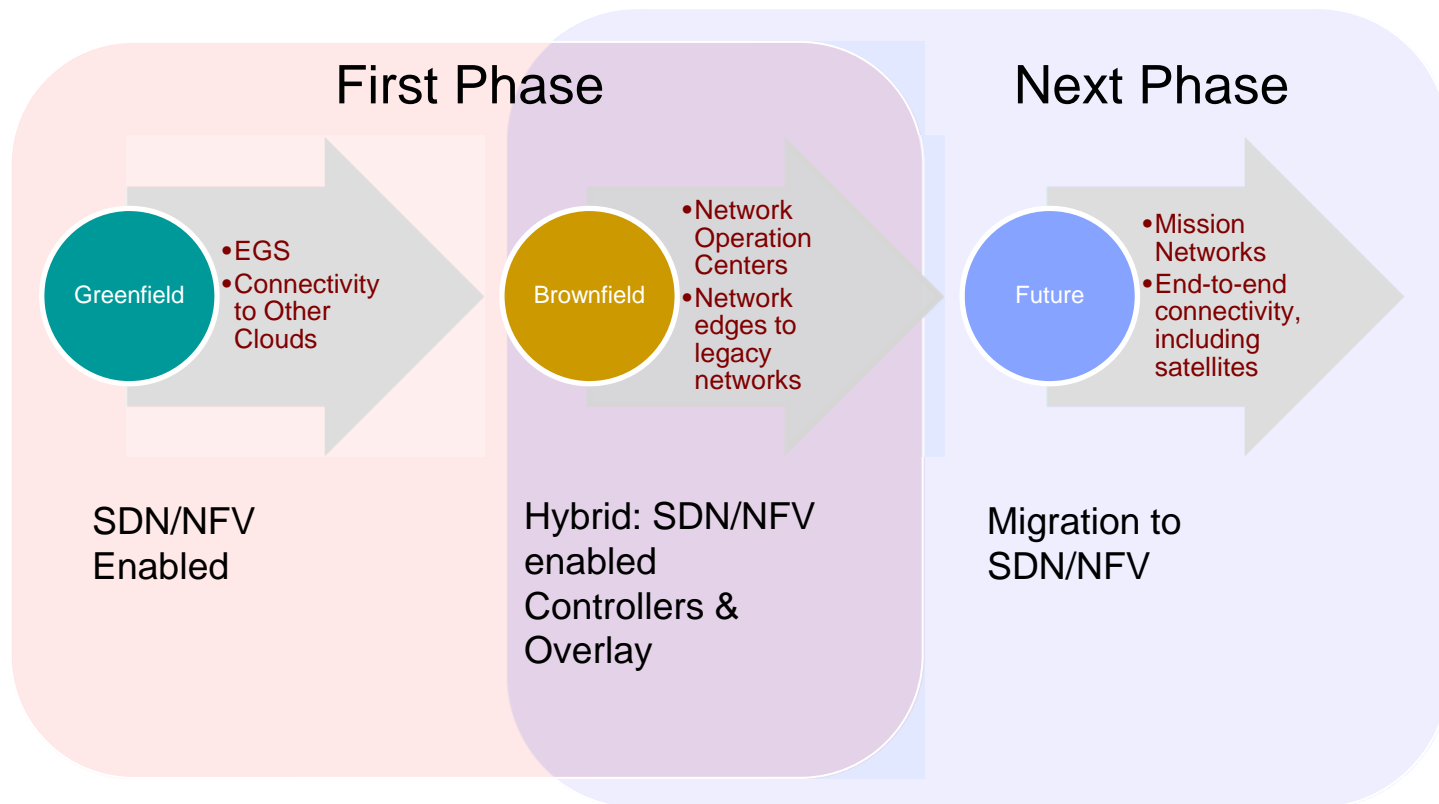 First Phase
Next Phase
Greenfield
•EGS
•Connectivity
to Other
Clouds
Brownfield
•Network
Operation
Centers
•Network
edges to
legacy
networks
Future
•Mission
Networks
•End-to-end
connectivity,
including
satellites
SDN/NFV
Enabled
Hybrid: SDN/NFV
enabled
Controllers &
Overlay
Migration to
SDN/NFV